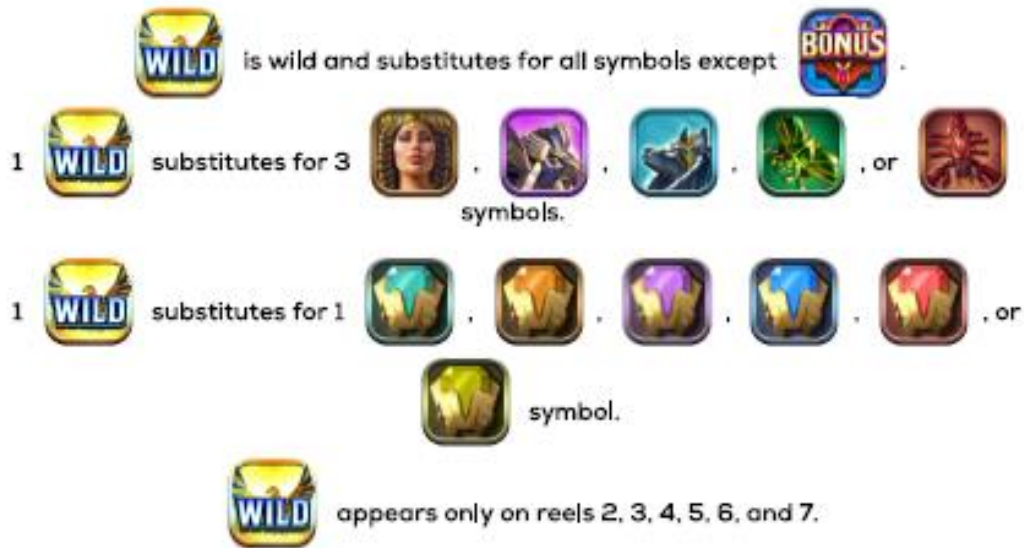 WILD is wild and substitutes for all symbols except BONUS .
1 WILD substitutes for 3 , , , , or
symbols.
1 WILD substitutes for 1 , , , , , or
symbol.
WILD appears only on reels 2, 3, 4, 5, 6, and 7.